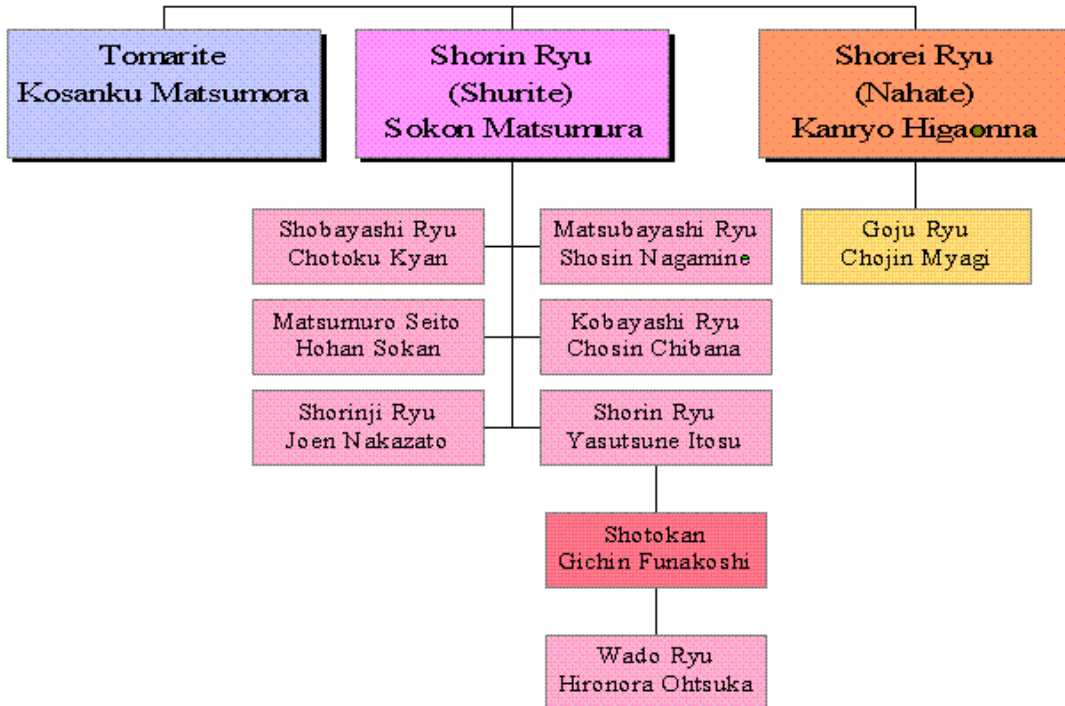 Tomarite
Kosanku Matsumora
Shorin Ryu
(Shurite)
Sokon Matsumura
Shorei Ryu
(Nahate)
Kanryo Higaonna
Shobayashi Ryu
Chotoku Kyan
Matsubayashi Ryu
Shosin Nagamine
Goju Ryu
Chojin Myagi
Matsumuro Seito
Hohan Sokan
Kobayashi Ryu
Chosin Chibana
Shorinji Ryu
Joen Nakazato
Shorin Ryu
Yasutsune Itosu
Shotokan
Gichin Funakoshi
Wado Ryu
Hironora Ohtsuka